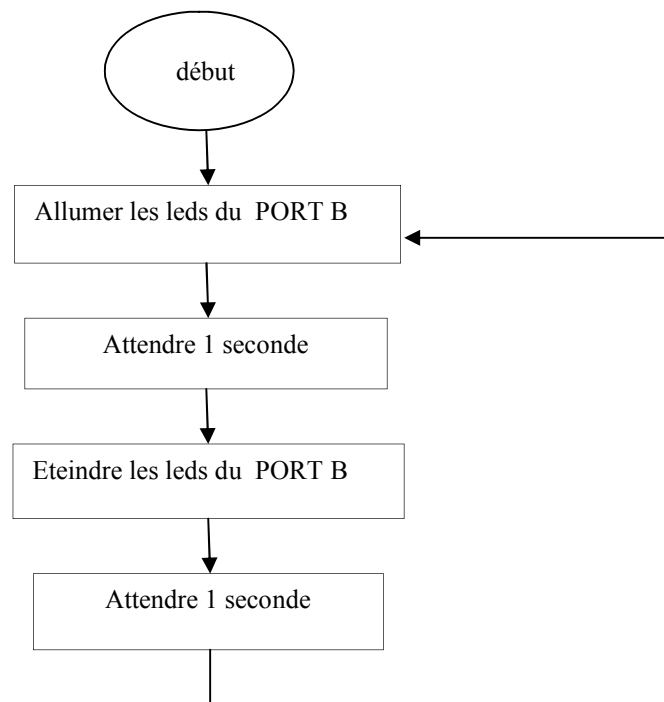 début
Allumer les leds du PORT B
Attendre 1 seconde
Eteindre les leds du PORT B
Attendre 1 seconde